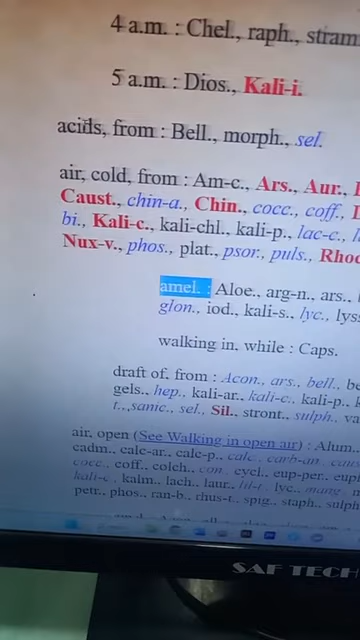 4 a.m. : Chel., raph., stram
5 a.m. : Dios., Kali-i.
acids, from : Bell., morph., sel.
air, cold, from : Am-c., Ars., Aur.,
Caust., chin-a., Chin., cocc., coff.,
bi., Kali-c., kali-chl., kali-p., lac-c.,
Nux-v., phos., plat., psor., puls., Rhod
amel. : Aloe., arg-n., ars.,
glon., iod., kali-s., lyc., lyss
walking in, while : Caps.
draft of, from : Acon., ars., bell., be
gels., hep., kali-ar., kali-c., kali-p., k
t..,sanic., sel., Sil., stront., sulph., va
air, open (See Walking in open air) : Alum.,
cadm., calc-ar., calc-p., calc., carb-an.,
cocc., coff., colch., con., cycl., eup-per., eup
kali-c., kalm., lach., laur., lil-t., lyc., mang.,
petr., phos., ran-b., rhus-t., spig., staph., sulph
SAF TECH